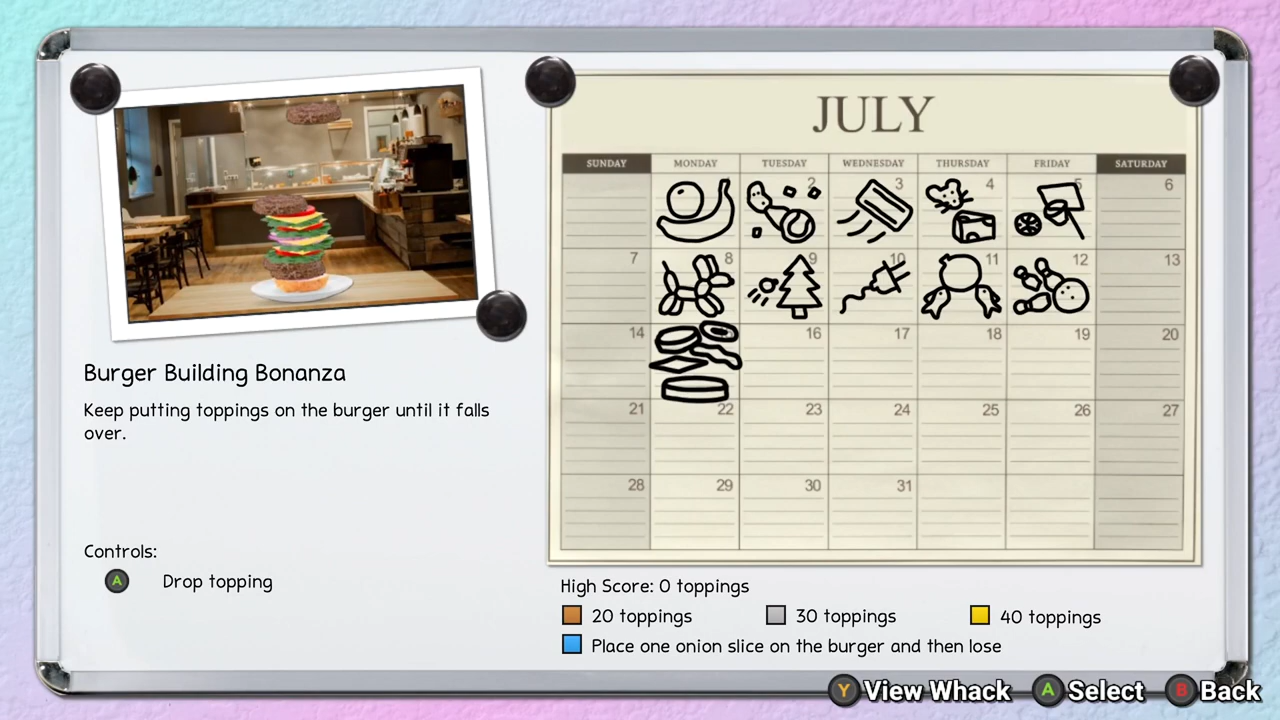 JULY
SUNDAY MONDAY TUESDAY WEDNESDAY THURSDAY FRIDAY SATURDAY
2 3 4 5 6
7 8 9 10 11 12 13
14 16 17 18 19 20
21 22 23 24 25 26 27
28 29 30 31
Burger Building Bonanza
Keep putting toppings on the burger until it falls
over.
Controls:
A Drop topping
High Score: 0 toppings
20 toppings 30 toppings 40 toppings
Place one onion slice on the burger and then lose
Y View Whack A Select B Back